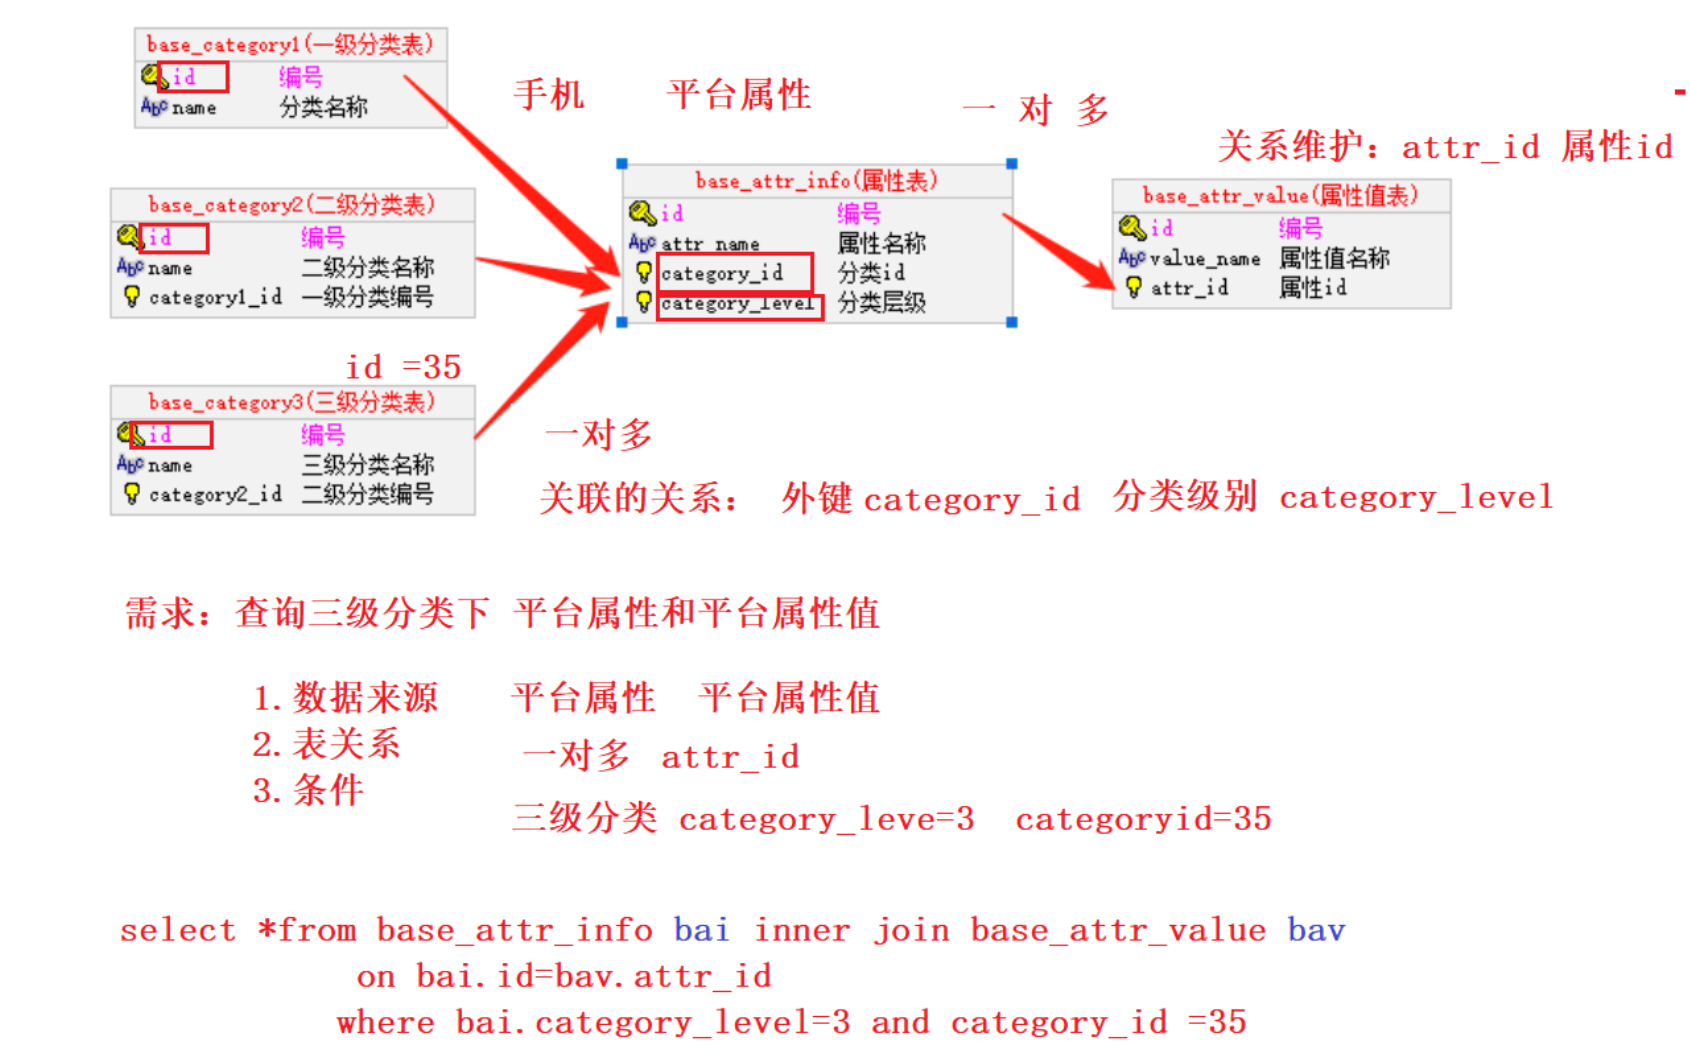 base_category1(一级分类表)
id 编号
name 分类名称
手机 平台属性 一 对 多
关系维护：attr_id 属性id
base_category2(二级分类表)
id 编号
name 二级分类名称
category1_id 一级分类编号
base_attr_info(属性表)
id 编号
attr_name 属性名称
category_id 分类id
category_level 分类层级
base_attr_value(属性值表)
id 编号
value_name 属性值名称
attr_id 属性id
id =35
base_category3(三级分类表)
id 编号
name 三级分类名称
category2_id 二级分类编号
一对多
关联的关系： 外键 category_id 分类级别 category_level
需求：查询三级分类下 平台属性和平台属性值
1.数据来源 平台属性 平台属性值
2.表关系 一对多 attr_id
3.条件
三级分类 category_leve=3 categoryid=35
select *from base_attr_info bai inner join base_attr_value bav
on bai.id=bav.attr_id
where bai.category_level=3 and category_id =35